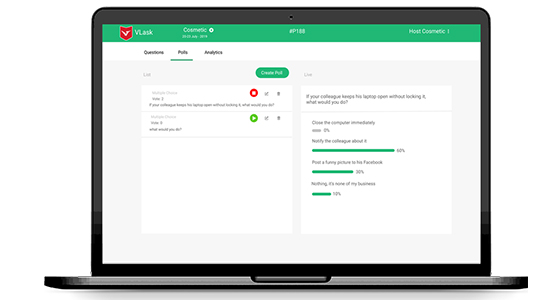 VLask
Cosmetic
#P188
Host Cosmetic
Questions
Polls
Analytics
List
Create Poll
Live
Multiple Choice
Vote: 2
If your colleague keeps his laptop open without locking it, what would you do?
Multiple Choice
Vote: 0
what would you do?
If your colleague keeps his laptop open without locking it,
what would you do?
Close the computer immediately
0%
Notify the colleague about it
60%
Post a funny picture to his Facebook
30%
Nothing, it's none of my business
10%